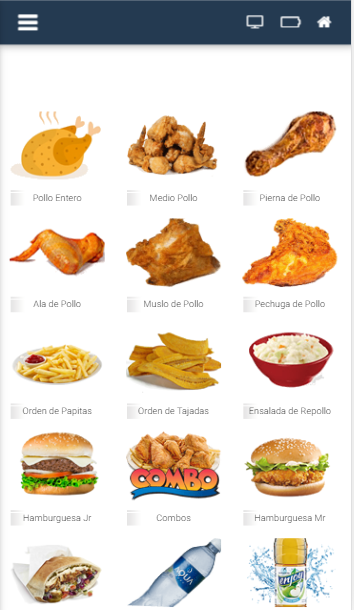 Pollo Entero
Medio Pollo
Pierna de Pollo
Ala de Pollo
Muslo de Pollo
Pechuga de Pollo
Orden de Papitas
Orden de Tajadas
Ensalada de Repollo
COMBO
Hamburguesa Jr
Combos
Hamburguesa Mr
enjoy